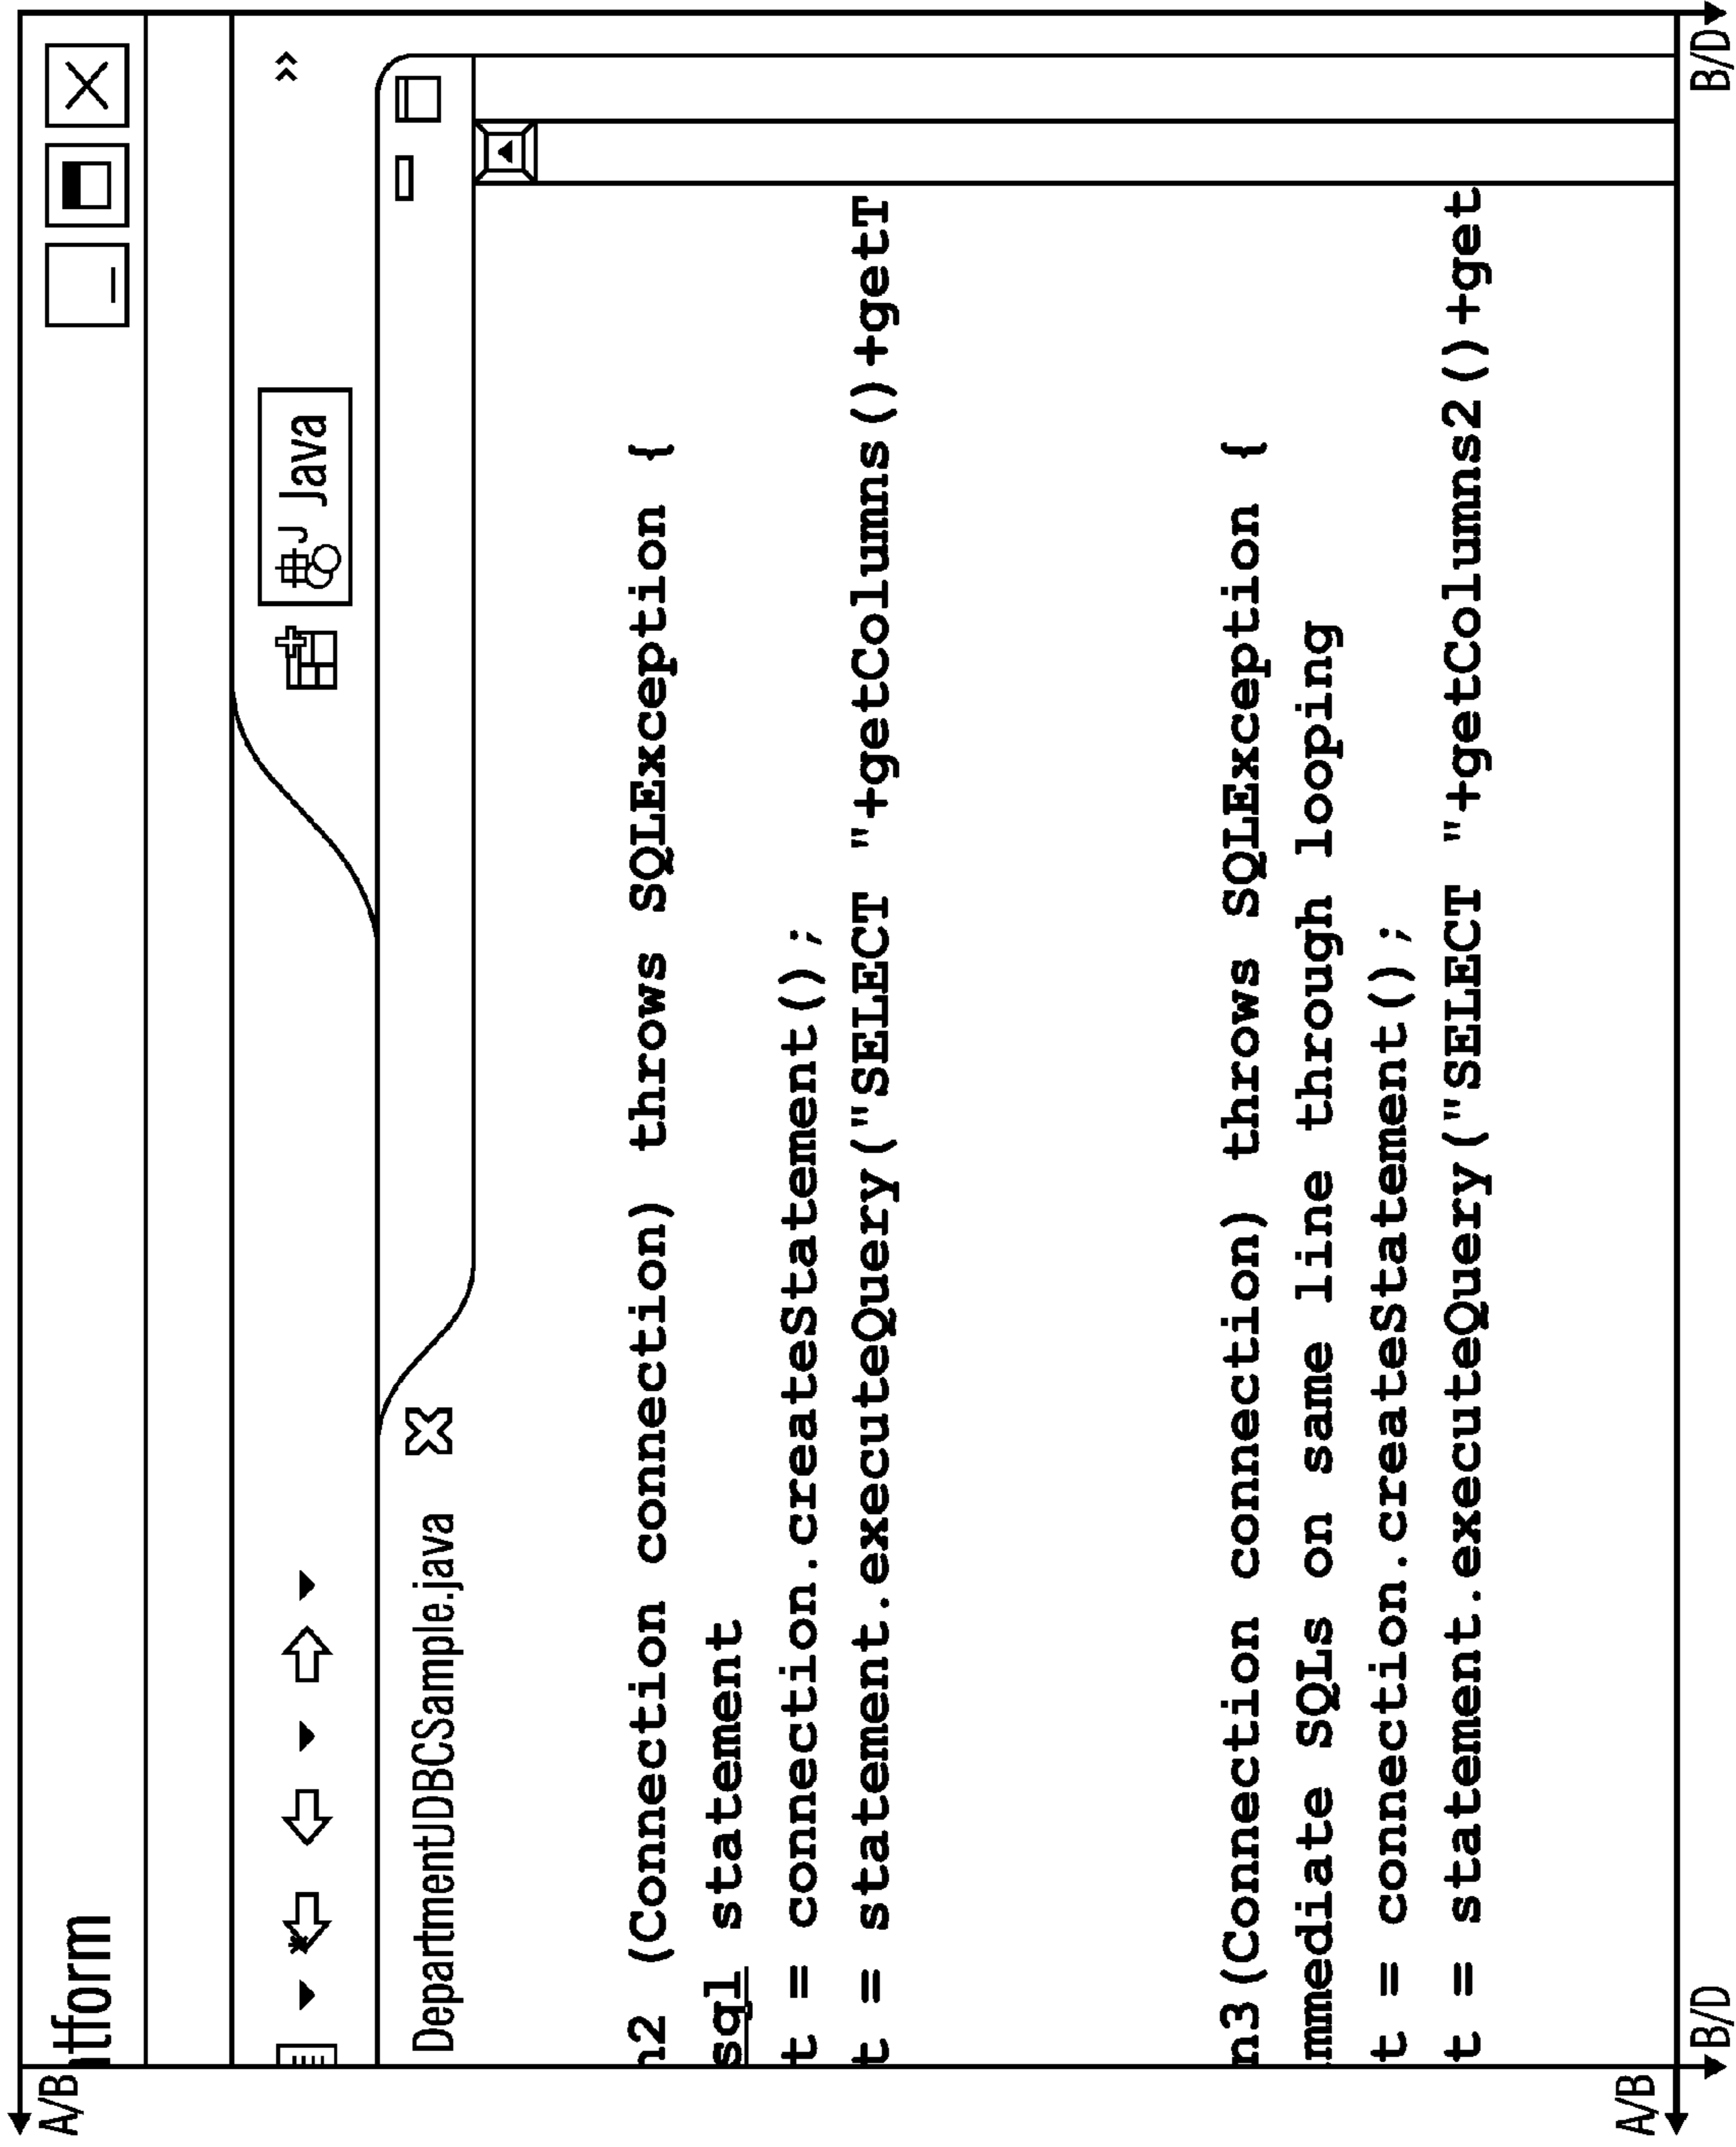 A/B
tform
»
Java
DepartmentJDBCSample.java
n2 (Connection connection) throws SQLException {
sql statement
t = connection.createStatement();
t = statement.executeQuery("SELECT "+getColumns()+getT
n3(Connection connection) throws SQLException {
mmediate SQLs on same line through looping
t = connection.createStatement();
t = statement.executeQuery("SELECT "+getColumns2()+get
A/B
B/D
B/D